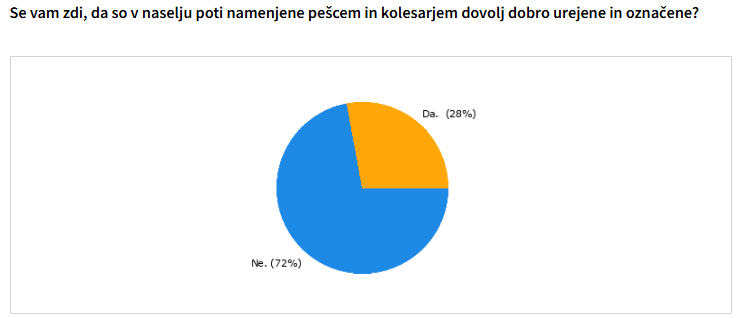 Se vam zdi, da so v naselju poti namenjene pešcem in kolesarjem dovolj dobro urejene in označene?
Da. (28%)
Ne. (72%)